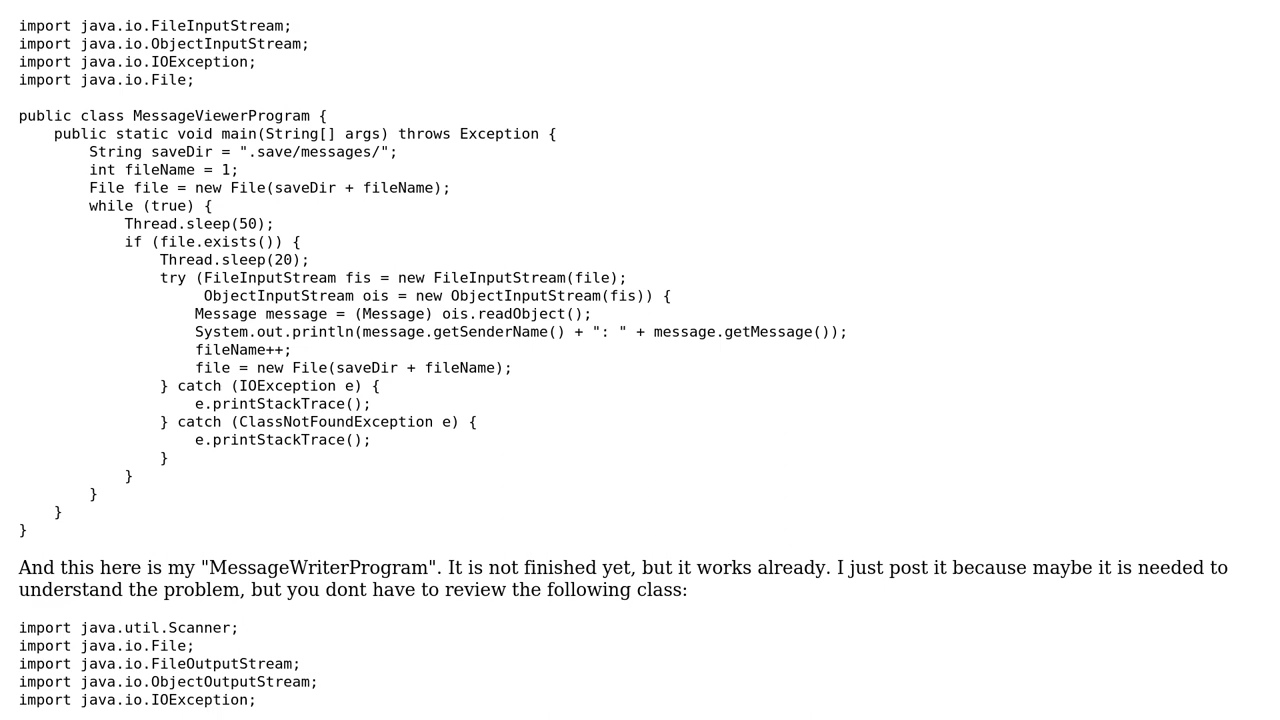 import java.io.FileInputStream;
import java.io.ObjectInputStream;
import java.io.IOException;
import java.io.File;

public class MessageViewerProgram {
    public static void main(String[] args) throws Exception {
        String saveDir = ".save/messages/";
        int fileName = 1;
        File file = new File(saveDir + fileName);
        while (true) {
            Thread.sleep(50);
            if (file.exists()) {
                Thread.sleep(20);
                try (FileInputStream fis = new FileInputStream(file);
                     ObjectInputStream ois = new ObjectInputStream(fis)) {
                    Message message = (Message) ois.readObject();
                    System.out.println(message.getSenderName() + ": " + message.getMessage());
                    fileName++;
                    file = new File(saveDir + fileName);
                } catch (IOException e) {
                    e.printStackTrace();
                } catch (ClassNotFoundException e) {
                    e.printStackTrace();
                }
            }
        }
    }
}
And this here is my "MessageWriterProgram". It is not finished yet, but it works already. I just post it because maybe it is needed to
understand the problem, but you dont have to review the following class:
import java.util.Scanner;
import java.io.File;
import java.io.FileOutputStream;
import java.io.ObjectOutputStream;
import java.io.IOException;